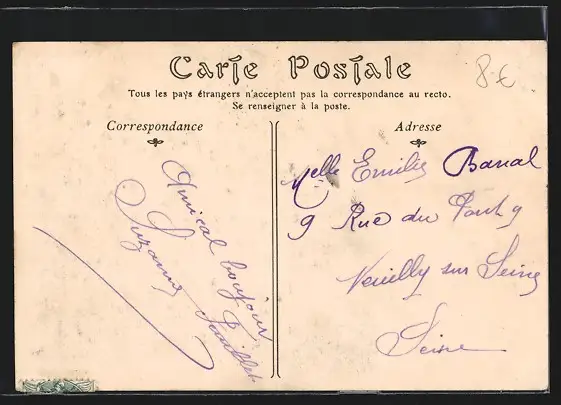 Carte Postale
Tous les pays étrangers n'acceptent pas la correspondance au recto.
Se renseigner à la poste.
8€
Correspondance
Amical bonjour
Suzanne
Adresse
Melle Emilie Banal
9 Rue du Pont 9
Neuilly sur Seine
Seine